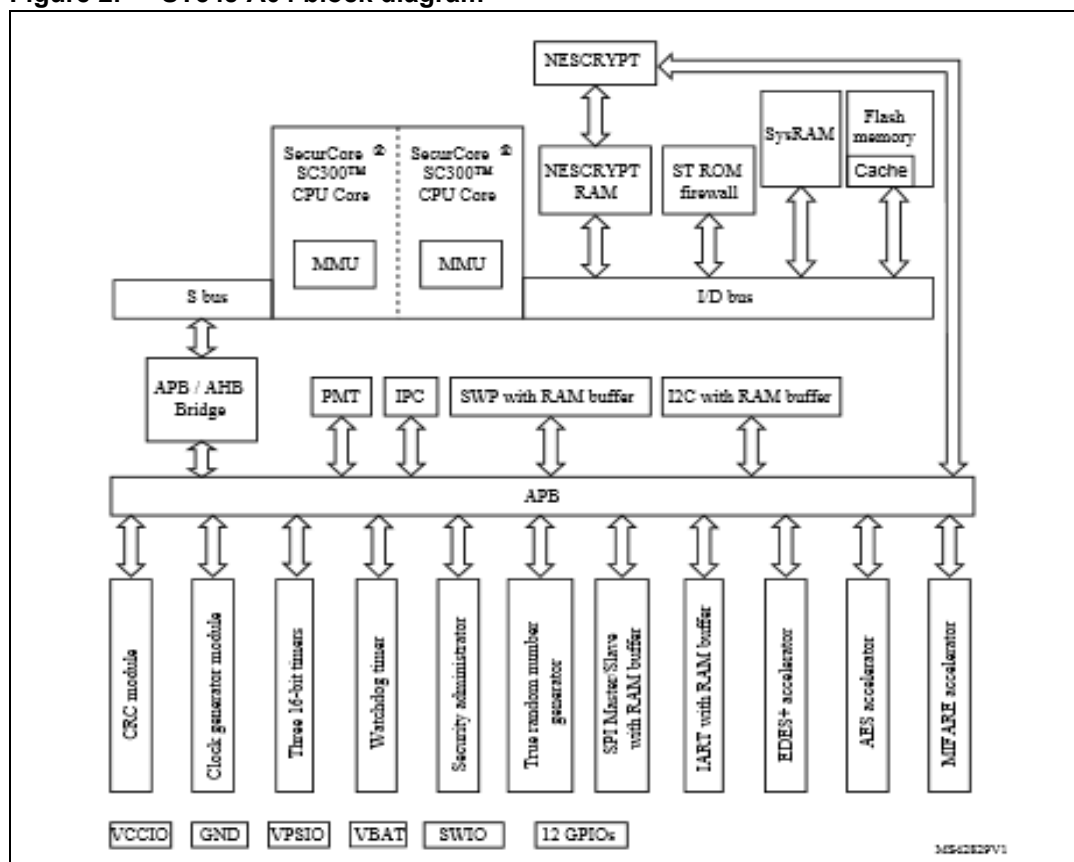 NESCRYPT
SecurCore ®
SC300™
CPU Core
SecurCore ®
SC300™
CPU Core
MMU
MMU
NESCRYPT
RAM
ST ROM
firewall
SysRAM
Flash
memory
Cache
S bus
I/D bus
APB / AHB
Bridge
PMT
IPC
SWP with RAM buffer
I2C with RAM buffer
APB
CRC module
Clock generator module
Three 16-bit timers
Watchdog timer
Security administrator
True random number
generator
SPI Master/Slave
with RAM buffer
IART with RAM buffer
EDES+ accelerator
AES accelerator
MIFARE accelerator
VCCIO
GND
VPSIO
VBAT
SWIO
12 GPIOs